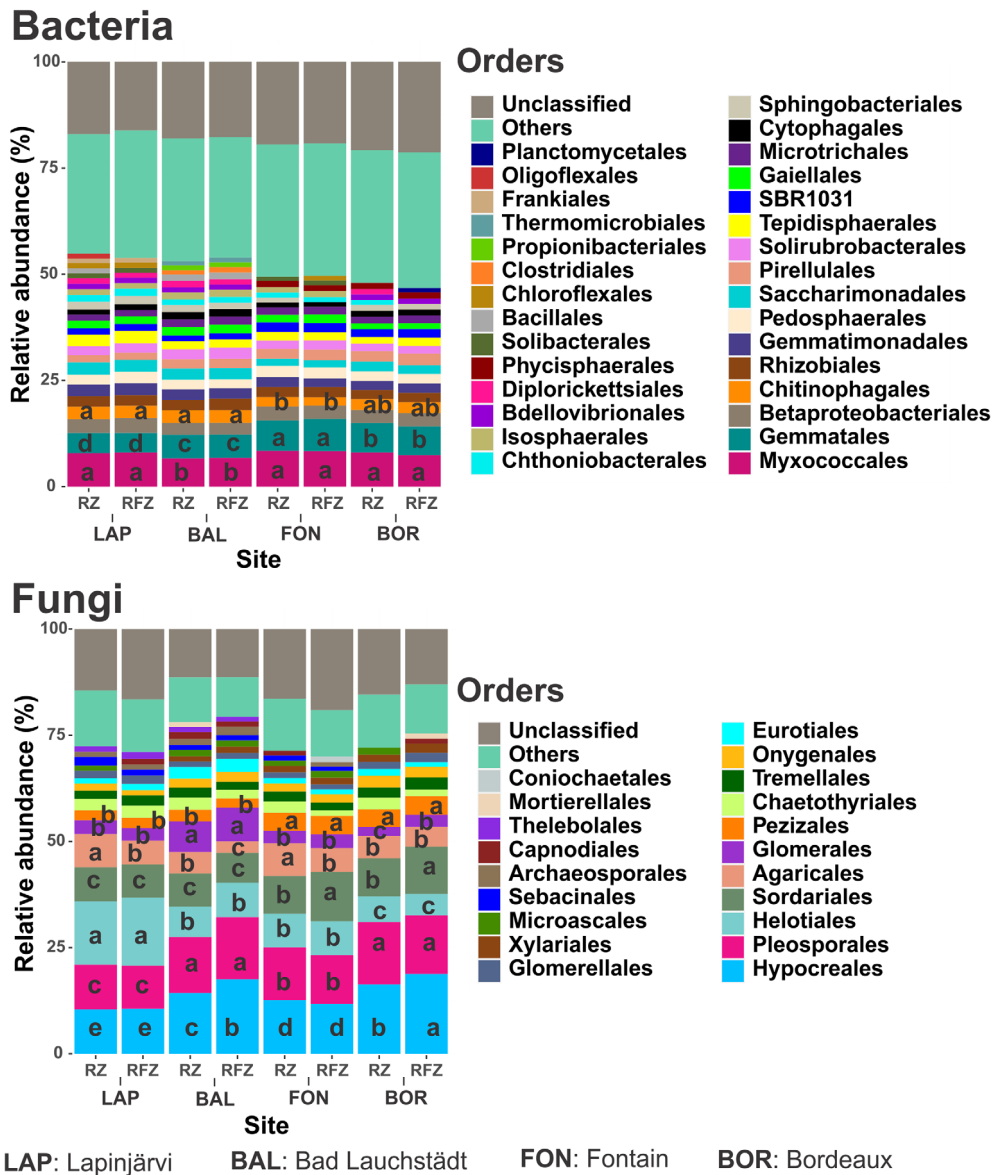 Bacteria
Orders
Relative abundance (%)
100
75
50
25
0
Unclassified
Others
Planctomycetales
Oligoflexales
Frankiales
Thermomicrobiales
Propionibacteriales
Clostridiales
Chloroflexales
Bacillales
Solibacterales
Phycisphaerales
Diplorickettsiales
Bdellovibrionales
Isosphaerales
Chthoniobacterales
Sphingobacteriales
Cytophagales
Microtrichales
Gaiellales
SBR1031
Tepidisphaerales
Solirubrobacterales
Pirellulales
Saccharimonadales
Pedosphaerales
Gemmatimonadales
Rhizobiales
Chitinophagales
Betaproteobacteriales
Gemmatales
Myxococcales
a a a a b b ab ab
d d c c a a b b
a a b b a a a a
RZ RFZ RZ RFZ RZ RFZ RZ RFZ
LAP BAL FON BOR
Site
Fungi
Orders
Relative abundance (%)
100
75
50
25
0
Unclassified
Others
Coniochaetales
Mortierellales
Thelebolales
Capnodiales
Archaeosporales
Sebacinales
Microascales
Xylariales
Glomerellales
Eurotiales
Onygenales
Tremellales
Chaetothyriales
Pezizales
Glomerales
Agaricales
Sordariales
Helotiales
Pleosporales
Hypocreales
b b b b a a a a
b b a a b b c b
a b b c a b b b
c c c c b a b a
a a b b b b c c
c c a a b b a a
e e c b d d b a
RZ RFZ RZ RFZ RZ RFZ RZ RFZ
LAP BAL FON BOR
Site
LAP: Lapinjärvi BAL: Bad Lauchstädt FON: Fontain BOR: Bordeaux